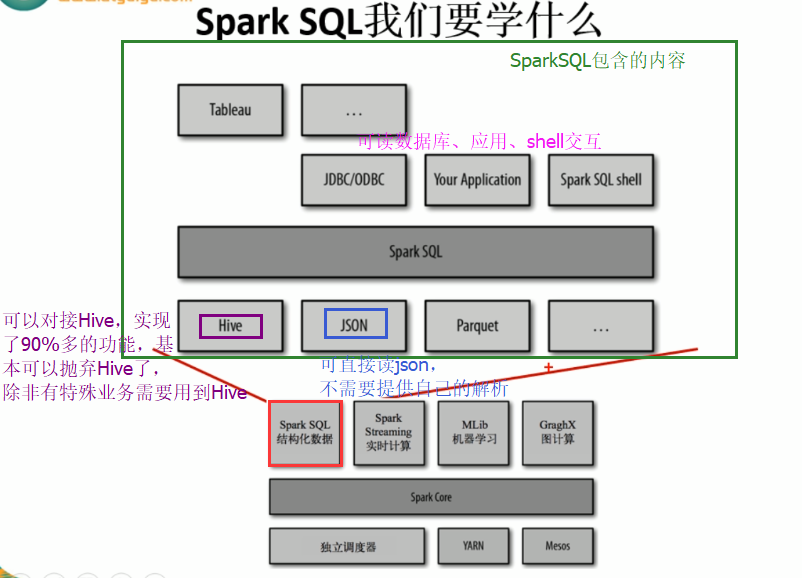 Spark SQL我们要学什么
SparkSQL包含的内容
Tableau
...
可读数据库、应用、shell交互
JDBC/ODBC
Your Application
Spark SQL shell
Spark SQL
Hive
JSON
Parquet
...
可以对接Hive，实现
了90%多的功能，基
本可以抛弃Hive了，
除非有特殊业务需要用到Hive
可直接读json，
不需要提供自己的解析
Spark SQL
结构化数据
Spark
Streaming
实时计算
MLib
机器学习
GraghX
图计算
Spark Core
独立调度器
YARN
Mesos